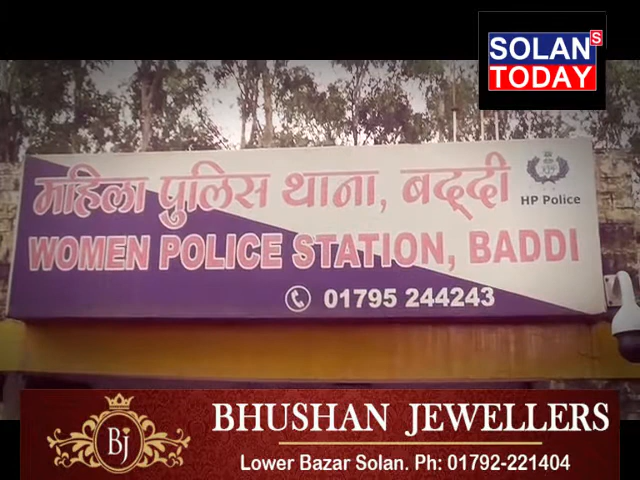 SOLAN S
TODAY
महिला पुलिस थाना, बद्दी
HP Police
WOMEN POLICE STATION, BADDI
01795 244243
Bj
BHUSHAN JEWELLERS
Lower Bazar Solan. Ph: 01792-221404